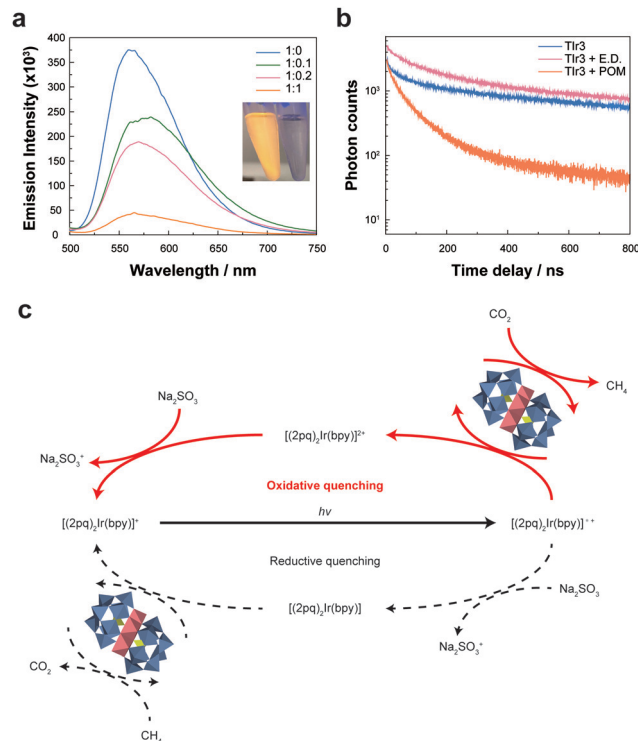 a
Emission Intensity (x10³)
400
350
300
250
200
150
100
50
0
500
550
600
650
700
750
Wavelength / nm
1:0
1:0.1
1:0.2
1:1
b
Photon counts
10³
10²
10¹
0
200
400
600
800
Time delay / ns
TIr3
TIr3 + E.D.
TIr3 + POM
c
CO₂
CH₄
Na₂SO₃
Na₂SO₃⁺
[(2pq)₂Ir(bpy)]²⁺
Oxidative quenching
[(2pq)₂Ir(bpy)]⁺
hv
[(2pq)₂Ir(bpy)]*⁺
Reductive quenching
[(2pq)₂Ir(bpy)]
Na₂SO₃
Na₂SO₃⁺
CO₂
CH₄